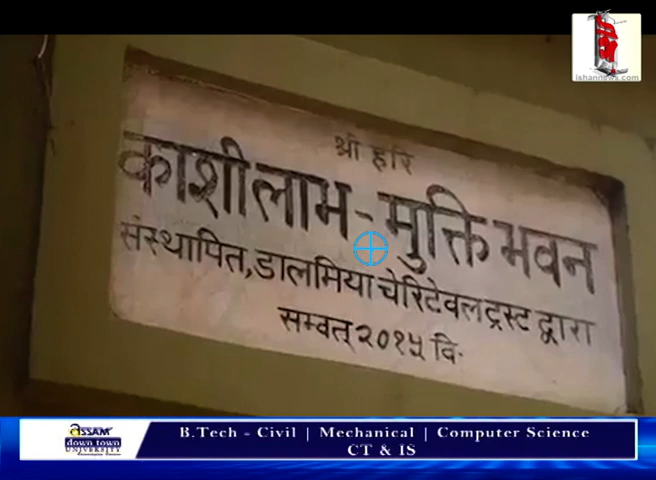 ishannews.com
श्री हरि
काशीलाभ-मुक्ति भवन
संस्थापित, डालमिया चेरिटेवल ट्रस्ट द्वारा
सम्वत् २०१५ वि॰
ASSAM
down town
UNIVERSITY
B.Tech - Civil | Mechanical | Computer Science
CT & IS